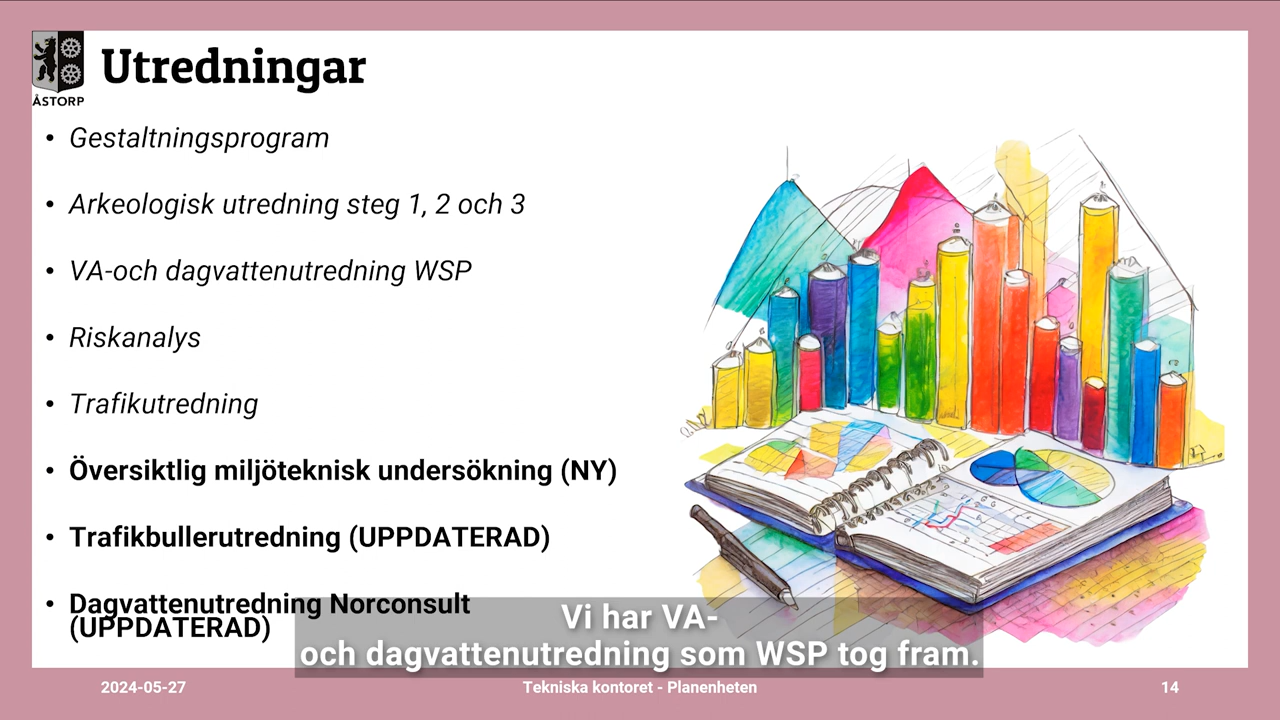 ÅSTORP
Utredningar
• Gestaltningsprogram
• Arkeologisk utredning steg 1, 2 och 3
• VA-och dagvattenutredning WSP
• Riskanalys
• Trafikutredning
• Översiktlig miljöteknisk undersökning (NY)
• Trafikbullerutredning (UPPDATERAD)
• Dagvattenutredning Norconsult
(UPPDATERAD)
Vi har VA-
och dagvattenutredning som WSP tog fram.
2024-05-27
Tekniska kontoret - Planenheten
14